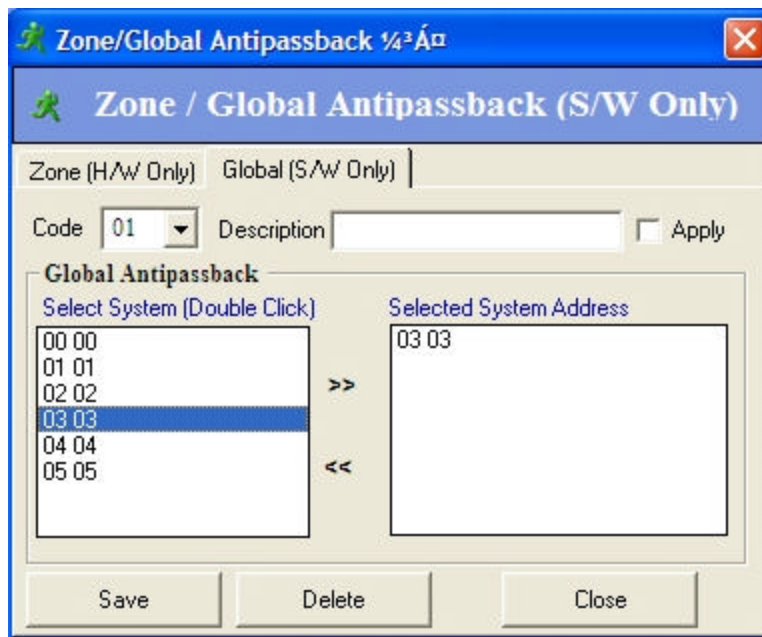 Zone/Global Antipassback ¼³Á¤
Zone / Global Antipassback (S/W Only)
Zone (H/W Only) Global (S/W Only)
Code 01 Description Apply
Global Antipassback
Select System (Double Click) Selected System Address
00 00 03 03
01 01
02 02
03 03
04 04
05 05
>>
<<
Save Delete Close